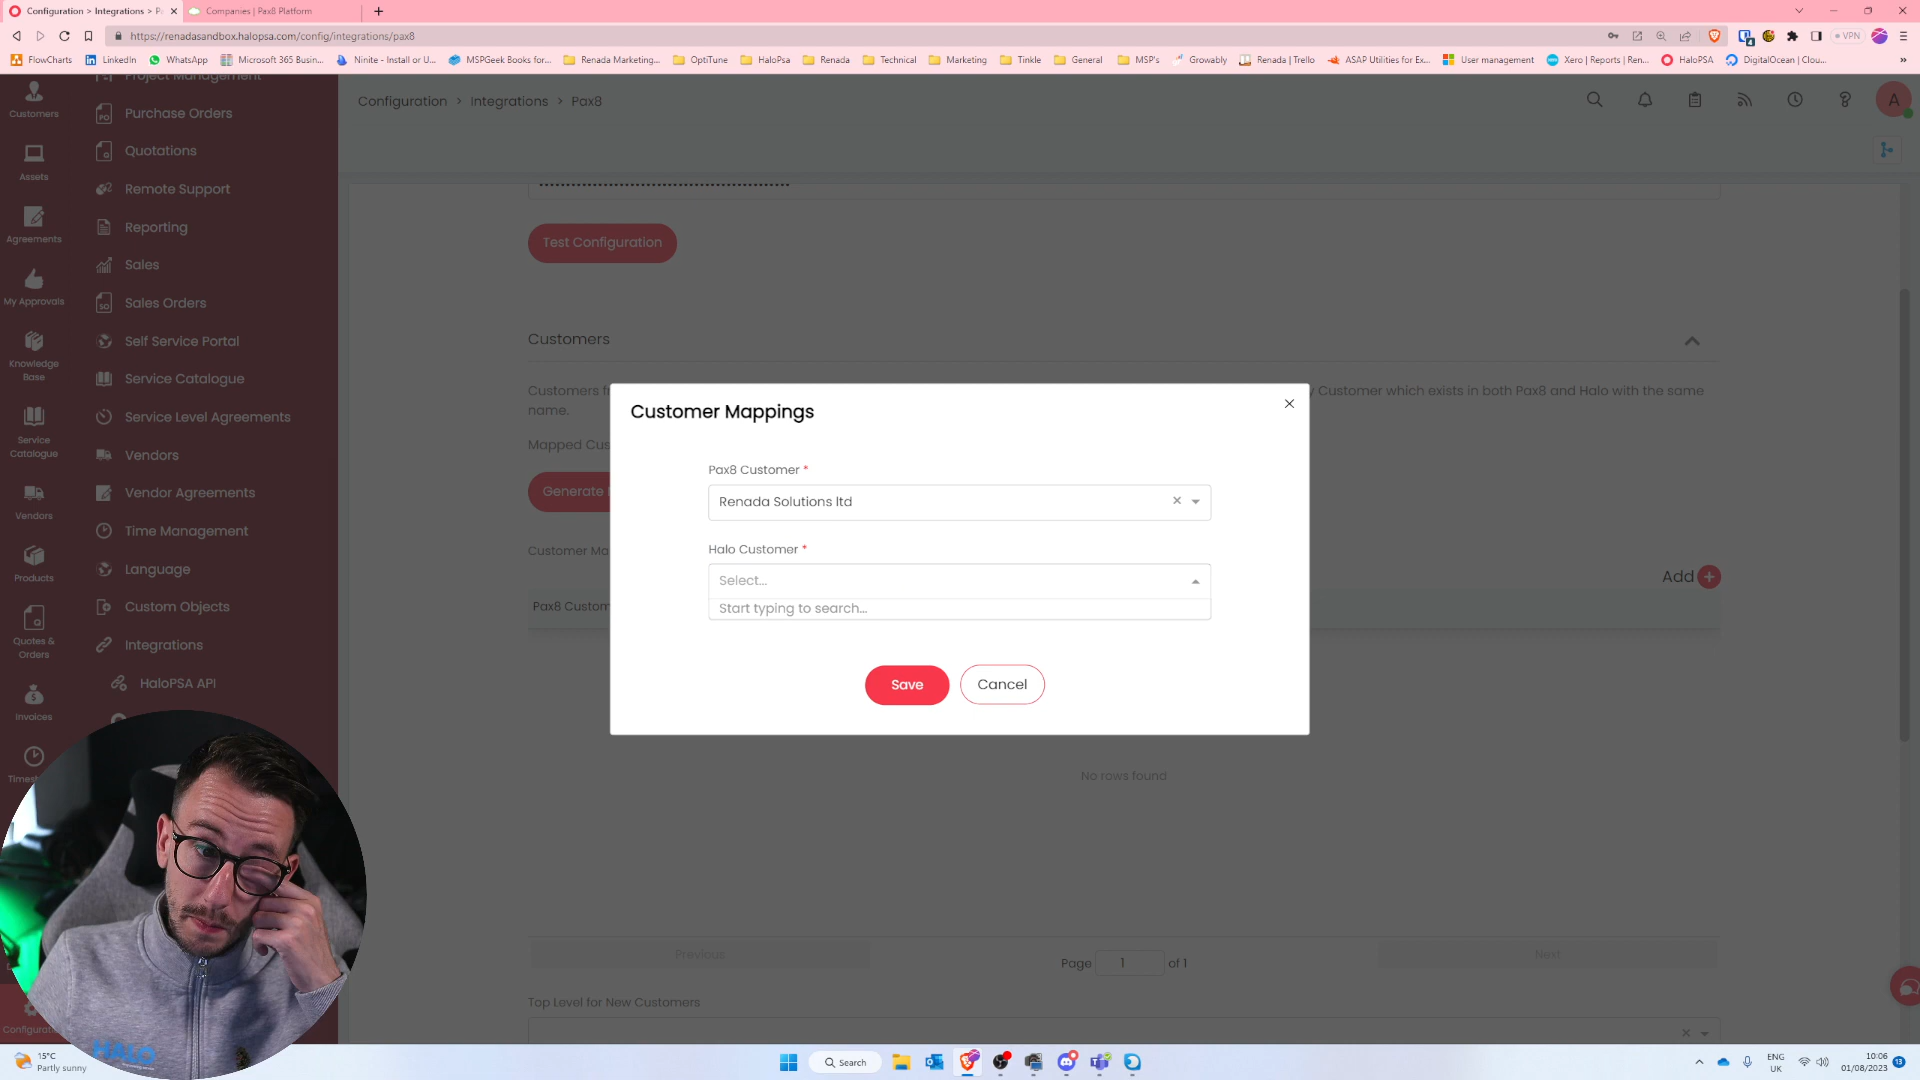 Configuration > Integrations > P
Companies | Pax8 Platform
https://renadasandbox.halopsa.com/config/integrations/pax8
VPN
FlowCharts
LinkedIn
WhatsApp
Microsoft 365 Busin...
Ninite - Install or U...
MSPGeek Books for...
Renada Marketing...
OptiTune
HaloPsa
Renada
Technical
Marketing
Tinkle
General
MSP's
Growably
Renada | Trello
ASAP Utilities for Ex...
User management
Xero | Reports | Ren...
HaloPSA
DigitalOcean | Clou...
Customers
Assets
Agreements
My Approvals
Knowledge
Base
Service
Catalogue
Vendors
Products
Quotes &
Orders
Invoices
Project Management
Purchase Orders
Quotations
Remote Support
Reporting
Sales
Sales Orders
Self Service Portal
Service Catalogue
Service Level Agreements
Vendors
Vendor Agreements
Time Management
Language
Custom Objects
Integrations
HaloPSA API
Configuration > Integrations > Pax8
A
Test Configuration
Customers
Customers f
y Customer which exists in both Pax8 and Halo with the same
name.
Mapped Cus
Generate
Customer Ma
Add
Pax8 Custom
Customer Mappings
Pax8 Customer *
Renada Solutions ltd
Halo Customer *
Select...
Start typing to search...
Save
Cancel
No rows found
Previous
Page 1 of 1
Next
Top Level for New Customers
HALO
15°C
Partly sunny
Search
ENG
UK
10:06
01/08/2023
13